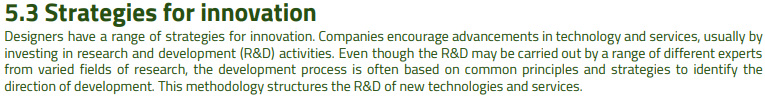 5.3 Strategies for innovation
Designers have a range of strategies for innovation. Companies encourage advancements in technology and services, usually by
investing in research and development (R&D) activities. Even though the R&D may be carried out by a range of different experts
from varied fields of research, the development process is often based on common principles and strategies to identify the
direction of development. This methodology structures the R&D of new technologies and services.